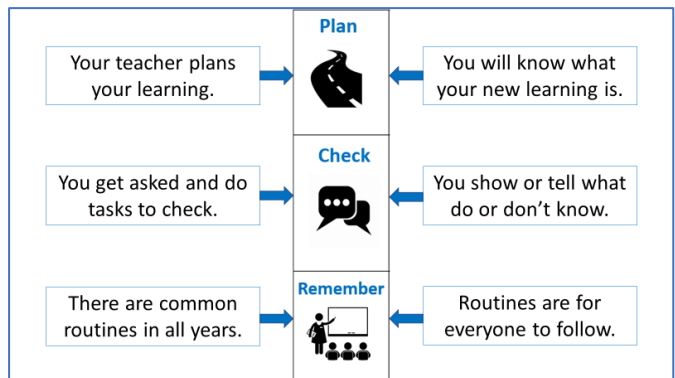 Plan
Your teacher plans
your learning.
You will know what
your new learning is.
Check
You get asked and do
tasks to check.
You show or tell what
do or don’t know.
Remember
There are common
routines in all years.
Routines are for
everyone to follow.